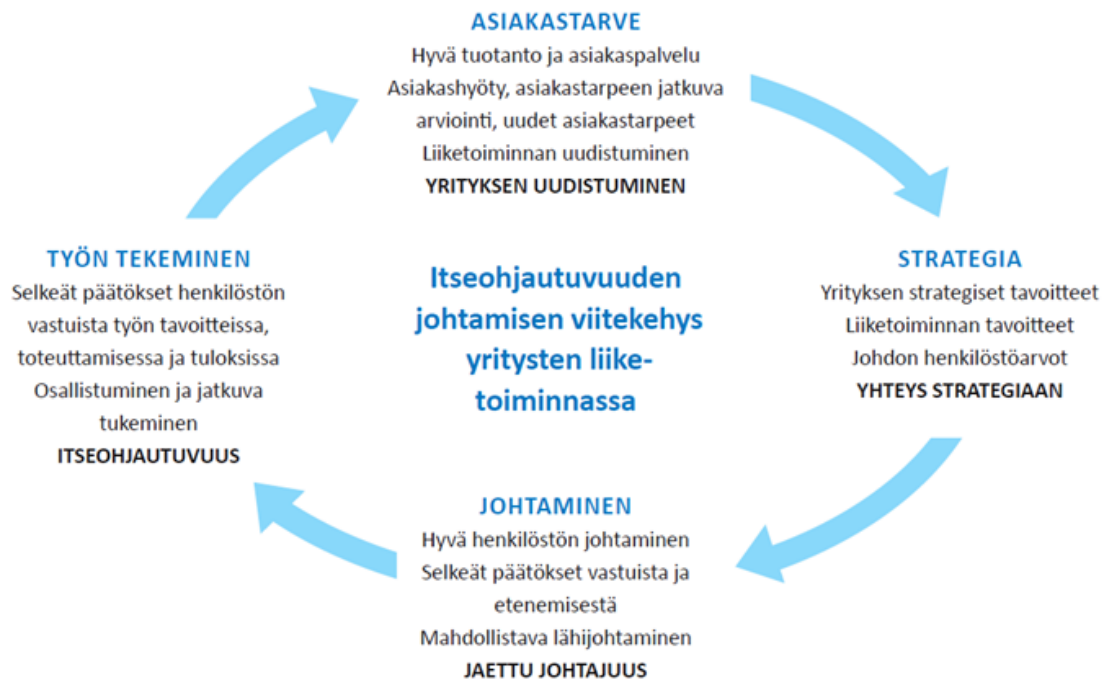 ASIAKASTARVE
Hyvä tuotanto ja asiakaspalvelu
Asiakashyöty, asiakastarpeen jatkuva
arviointi, uudet asiakastarpeet
Liiketoiminnan uudistuminen
YRITYKSEN UUDISTUMINEN
TYÖN TEKEMINEN
Selkeät päätökset henkilöstön
vastuista työn tavoitteissa,
toteuttamisessa ja tuloksissa
Osallistuminen ja jatkuva
tukeminen
ITSEOHJAUTUVUUS
Itseohjautuvuuden
johtamisen viitekehys
yritysten liike-
toiminnassa
STRATEGIA
Yrityksen strategiset tavoitteet
Liiketoiminnan tavoitteet
Johdon henkilöstöarvot
YHTEYS STRATEGIAAN
JOHTAMINEN
Hyvä henkilöstön johtaminen
Selkeät päätökset vastuista ja
etenemisestä
Mahdollistava lähijohtaminen
JAETTU JOHTAJUUS